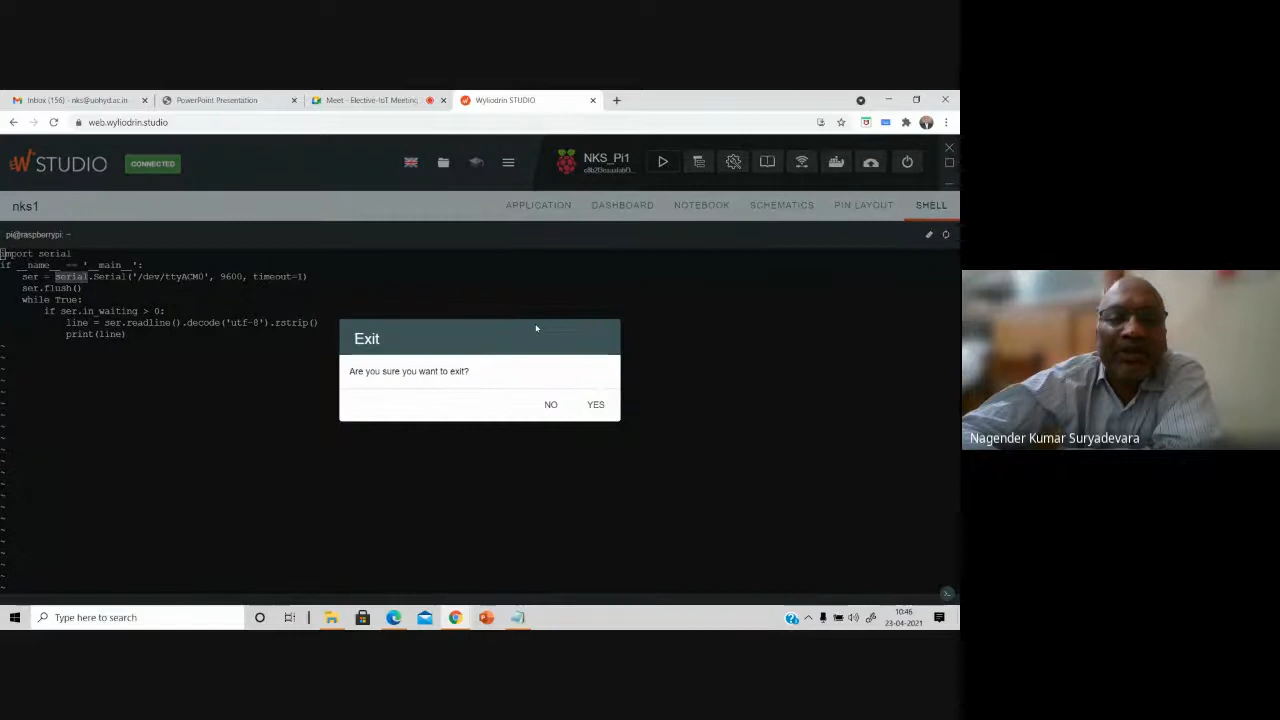 Inbox (156) - nks@uohyd.ac.in
PowerPoint Presentation
Meet - Elective-IoT Meeting
Wyliodrin STUDIO
web.wyliodrin.studio
STUDIO
CONNECTED
NKS_Pi1
nks1
APPLICATION
DASHBOARD
NOTEBOOK
SCHEMATICS
PIN LAYOUT
SHELL
pi@raspberrypi: ~
import serial
if __name__ == '__main__':
ser = serial.Serial('/dev/ttyACM0', 9600, timeout=1)
ser.flush()
while True:
if ser.in_waiting > 0:
line = ser.readline().decode('utf-8').rstrip()
print(line)
Exit
Are you sure you want to exit?
NO YES
Nagender Kumar Suryadevara
Type here to search
10:46
23-04-2021